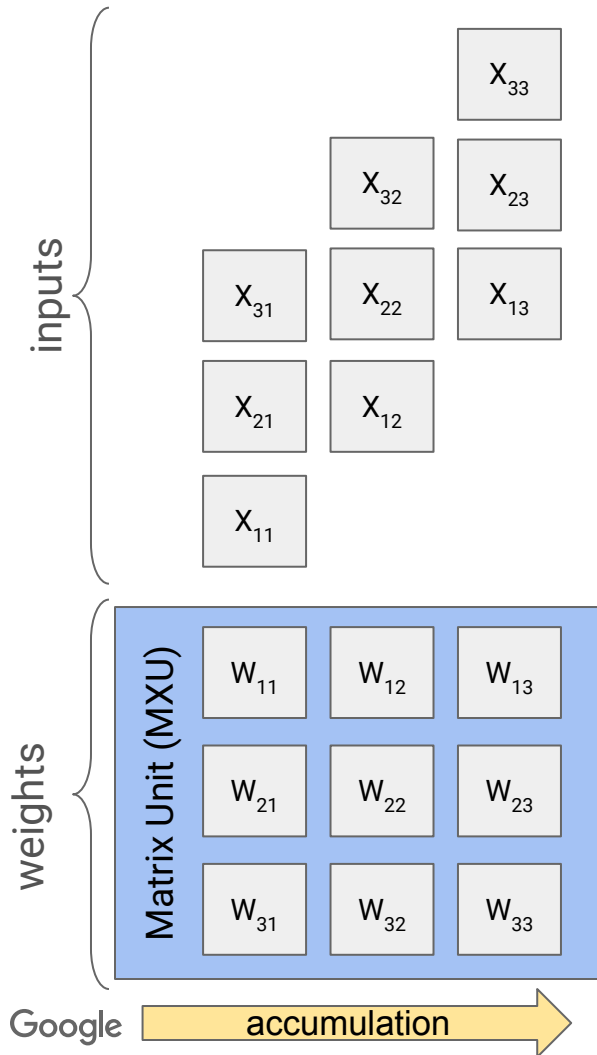 inputs
X33
X32 X23
X31 X22 X13
X21 X12
X11
weights
Matrix Unit (MXU)
W11 W12 W13
W21 W22 W23
W31 W32 W33
Google
accumulation